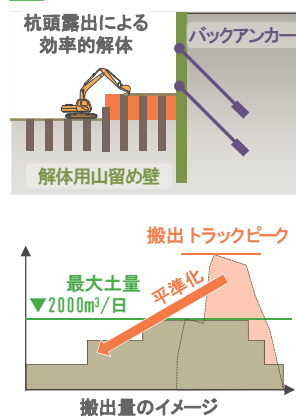 杭頭露出による
効率的解体
バックアンカー
解体用山留め壁
搬出トラックピーク
最大土量
▼2000m³/日
平準化
搬出量のイメージ